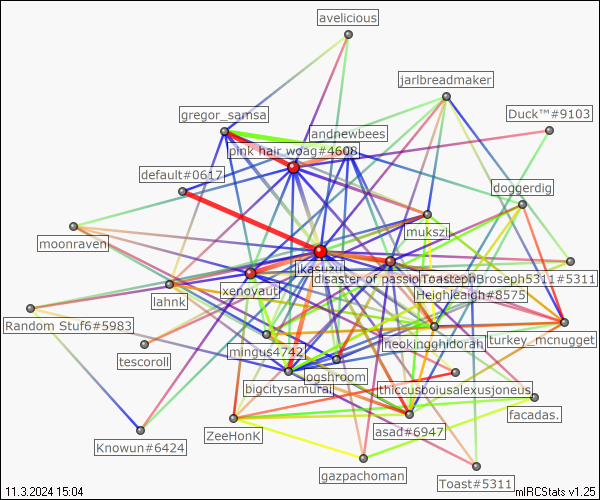 avelicious
jarlbreadmaker
gregor_samsa
Duck™#9103
andnewbees
pink hair woag#4608
default#0617
doggerdig
mukszi
moonraven
jkasuzu
disaster of passio
ToastephBroseph5311#5311
xenoyaut
Heighleaigh#8575
lahnk
Random Stuf6#5983
neokingghidorah
turkey_mcnugget
mingus4742
tescoroll
ogshroom
thiccusboiusalexusjoneus
bigcitysamurai
facadas.
ZeeHonK
asad#6947
Knowun#6424
gazpachoman
Toast#5311
11.3.2024 15:04
mIRCStats v1.25